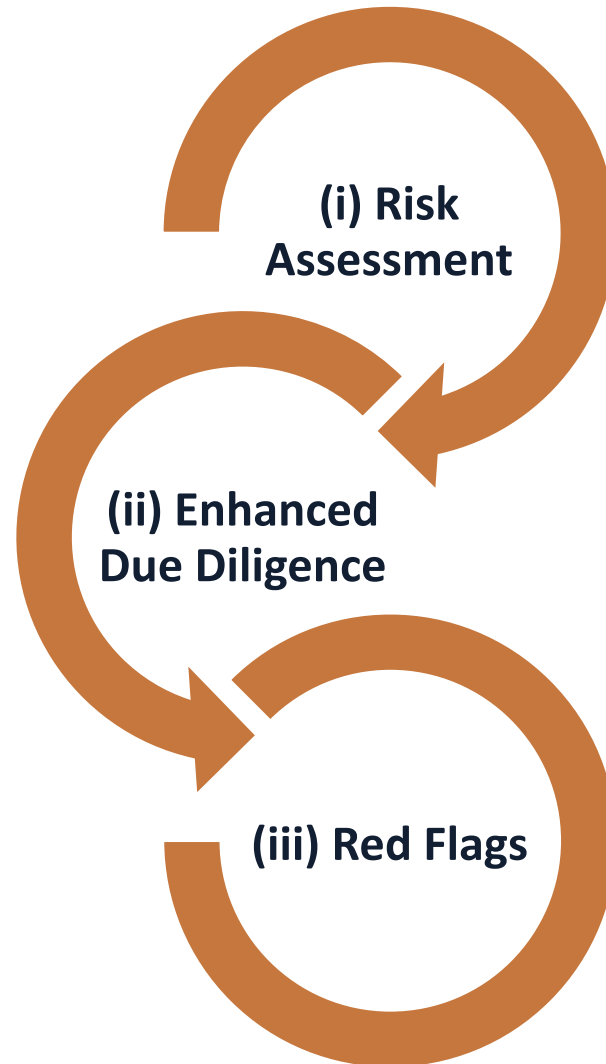 (i) Risk
Assessment
(ii) Enhanced
Due Diligence
(iii) Red Flags